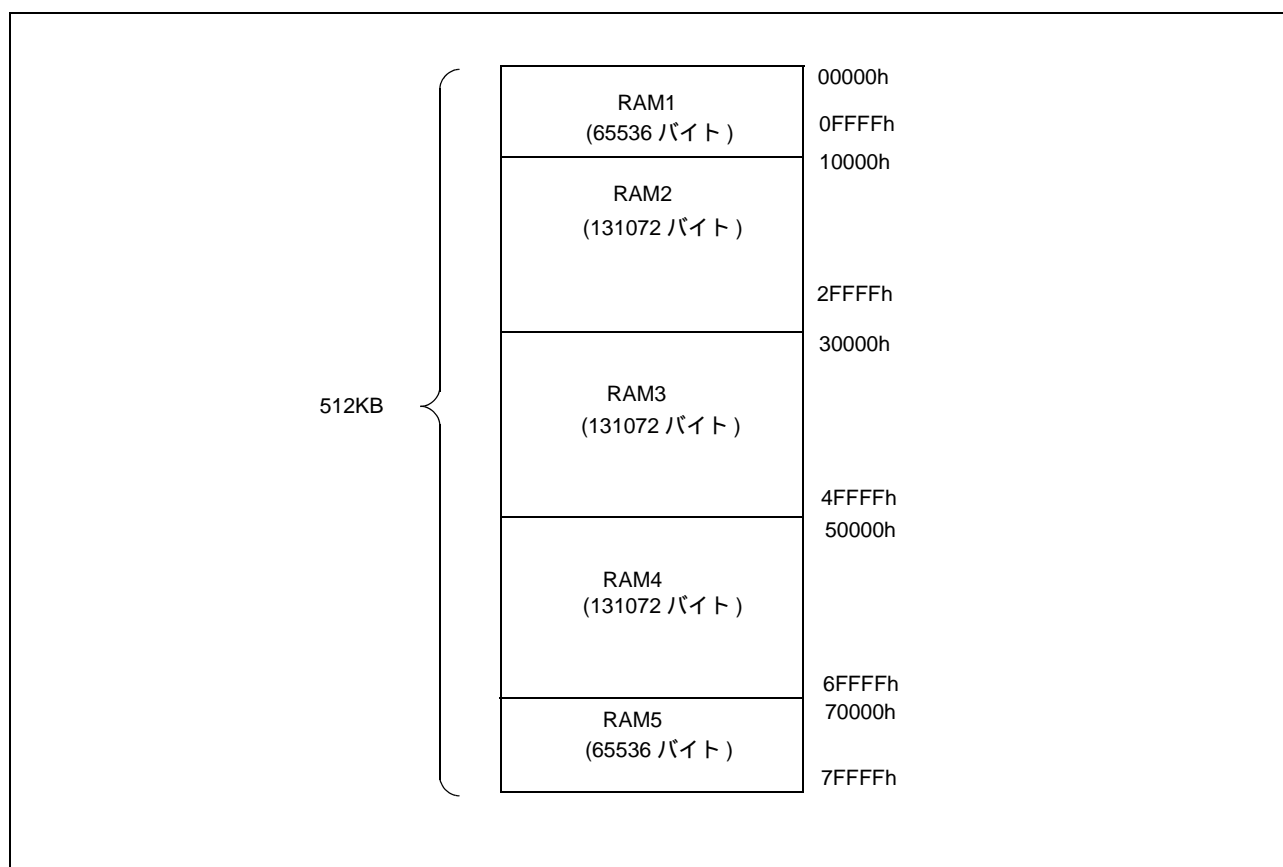 00000h
RAM1
(65536 バイト )
0FFFFh
10000h
RAM2
(131072 バイト )
2FFFFh
30000h
512KB
RAM3
(131072 バイト )
4FFFFh
50000h
RAM4
(131072 バイト )
6FFFFh
70000h
RAM5
(65536 バイト )
7FFFFh